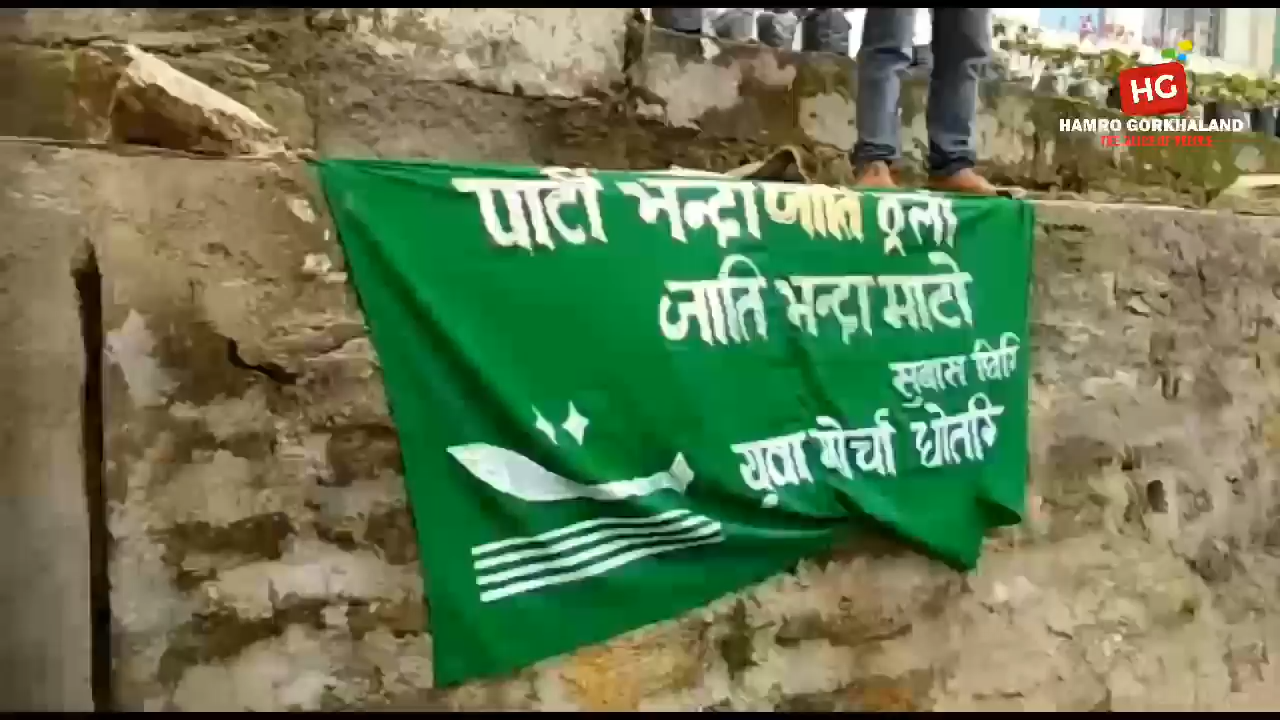 HG
HAMRO GORKHALAND
पार्टी भन्दा जाति ठूलो
जाति भन्दा माटो
सुबास घिसि
युवा मोर्चा धोतरे